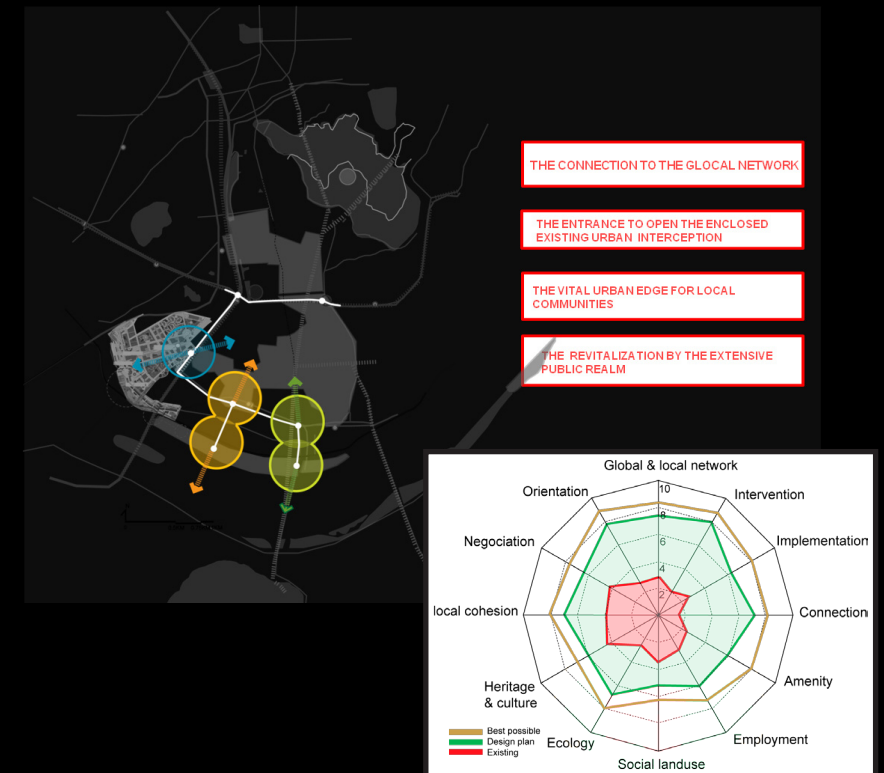 THE CONNECTION TO THE GLOCAL NETWORK
THE ENTRANCE TO OPEN THE ENCLOSED
EXISTING URBAN INTERCEPTION
THE VITAL URBAN EDGE FOR LOCAL
COMMUNITIES
THE REVITALIZATION BY THE EXTENSIVE
PUBLIC REALM
Global & local network
Orientation
Intervention
Negociation
Implementation
local cohesion
Connection
Heritage
& culture
Amenity
Ecology
Employment
Social landuse
10
8
6
4
2
Best possible
Design plan
Existing